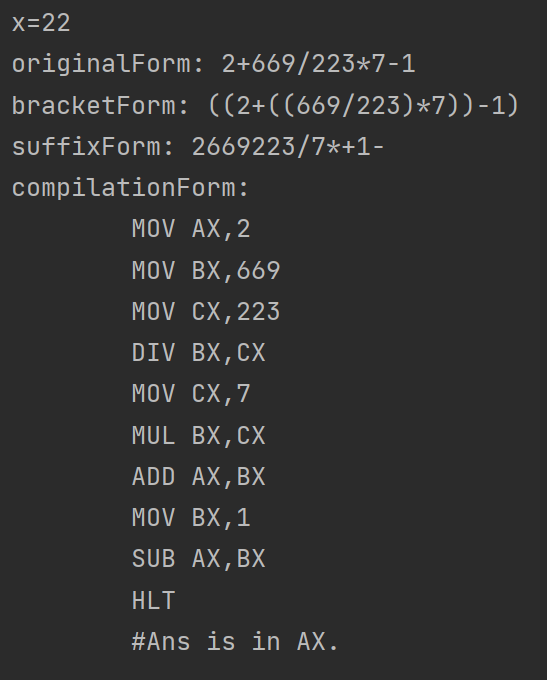 x=22
originalForm: 2+669/223*7-1
bracketForm: ((2+((669/223)*7))-1)
suffixForm: 2669223/7*+1-
compilationForm:
MOV AX,2
MOV BX,669
MOV CX,223
DIV BX,CX
MOV CX,7
MUL BX,CX
ADD AX,BX
MOV BX,1
SUB AX,BX
HLT
#Ans is in AX.